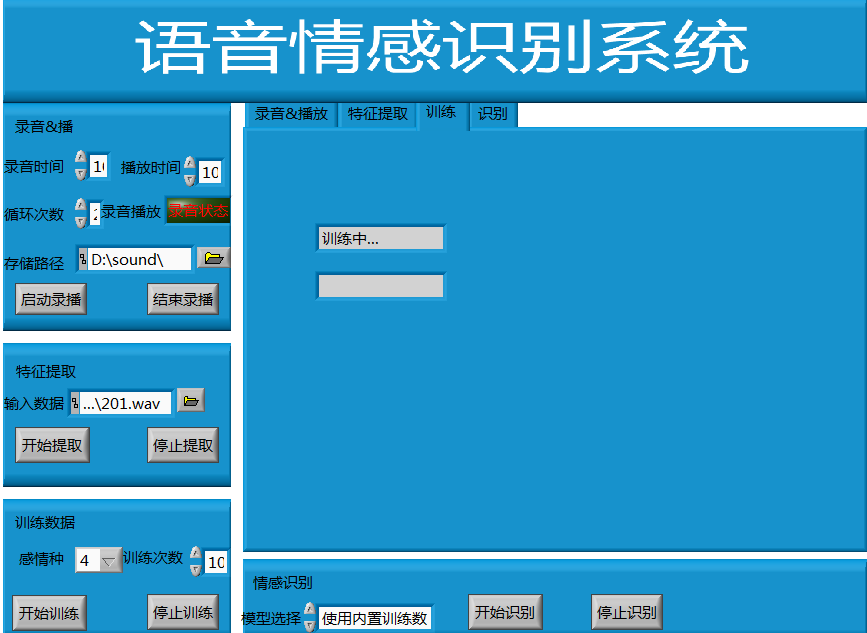 语音情感识别系统
录音&播
录音时间 播放时间 10
循环次数 录音播放 录音状态
存储路径 D:\sound\
启动录播 结束录播
特征提取
输入数据 ...\201.wav
开始提取 停止提取
训练数据
感情种 4 训练次数 10
开始训练 停止训练
录音&播放 特征提取 训练 识别
训练中...
情感识别
模型选择 使用内置训练数
开始识别 停止识别